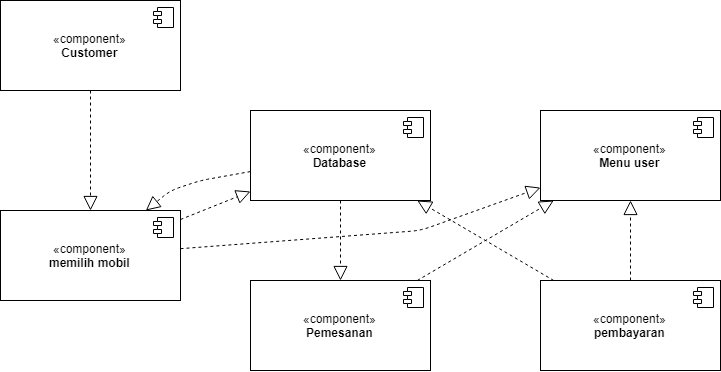 «component»
Customer
«component»
Database
«component»
Menu user
«component»
memilih mobil
«component»
Pemesanan
«component»
pembayaran